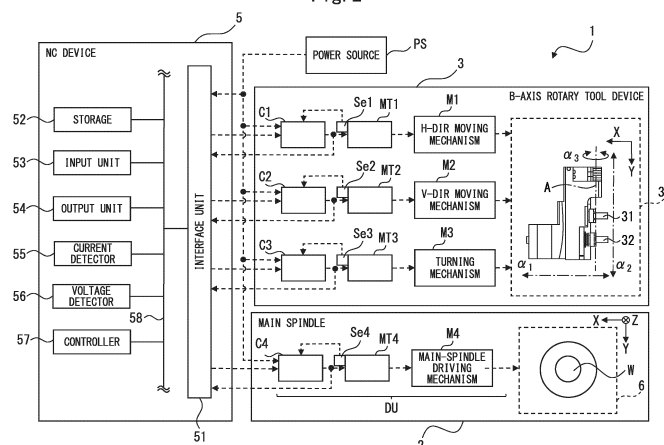 5
NC DEVICE
POWER SOURCE
PS
1
3
B-AXIS ROTARY TOOL DEVICE
52
STORAGE
53
INPUT UNIT
54
OUTPUT UNIT
55
CURRENT DETECTOR
56
VOLTAGE DETECTOR
57
CONTROLLER
58
INTERFACE UNIT
51
C1
Se1
MT1
M1
H-DIR MOVING MECHANISM
C2
Se2
MT2
M2
V-DIR MOVING MECHANISM
C3
Se3
MT3
M3
TURNING MECHANISM
X
Y
α3
A
31
32
α1
α2
MAIN SPINDLE
C4
Se4
MT4
M4
MAIN-SPINDLE DRIVING MECHANISM
DU
X
Z
Y
W
6